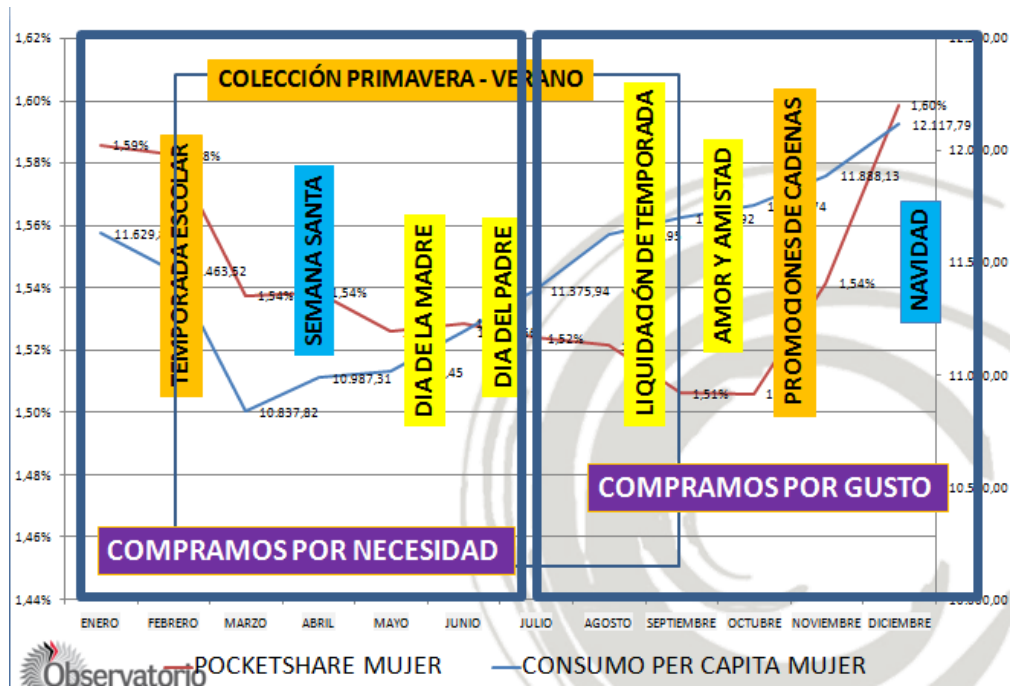 1,62%
1,60%
1,58%
1,56%
1,54%
1,52%
1,50%
1,48%
1,46%
1,44%
COLECCIÓN PRIMAVERA - VERANO
1,59%
8%
11.629,
.463,52
1,54%
10.837,82
1,54%
10.987,31
,45
11.375,94
1,52%
95
1,51%
92
74
1,54%
11.888,13
1,60%
12.117,79
TEMPORADA ESCOLAR
SEMANA SANTA
DIA DE LA MADRE
DIA DEL PADRE
LIQUIDACIÓN DE TEMPORADA
AMOR Y AMISTAD
PROMOCIONES DE CADENAS
NAVIDAD
COMPRAMOS POR NECESIDAD
COMPRAMOS POR GUSTO
ENERO FEBRERO MARZO ABRIL MAYO JUNIO JULIO AGOSTO SEPTIEMBRE OCTUBRE NOVIEMBRE DICIEMBRE
POCKETSHARE MUJER CONSUMO PER CAPITA MUJER
Observatorio